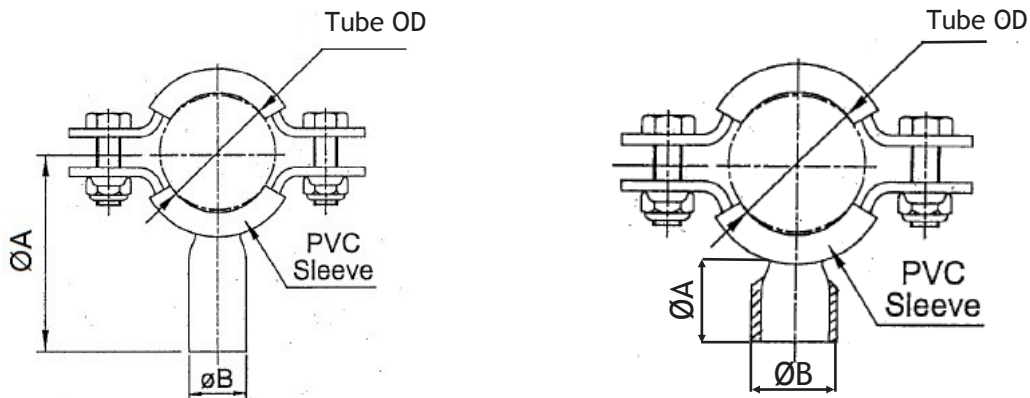 Tube OD
ØA
PVC
Sleeve
øB
Tube OD
ØA
PVC
Sleeve
ØB